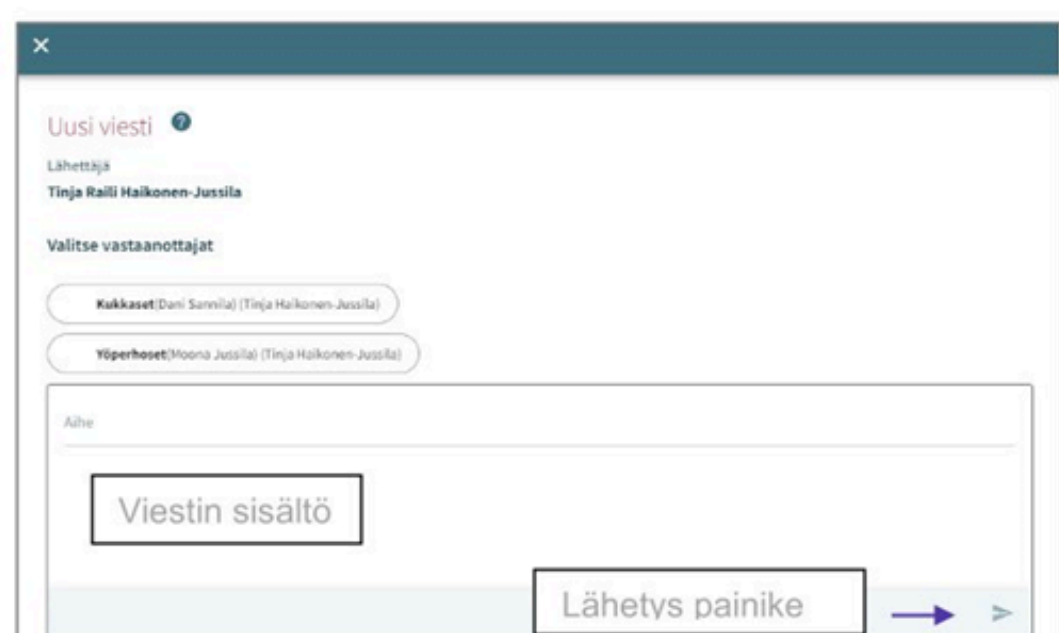 Uusi viesti ?
Lähettäjä
Tinja Raili Haikonen-Jussila
Valitse vastaanottajat
Kukkaset(Dani Sannila) (Tinja Haikonen-Jussila)
Yöperhoset(Moona Jussila) (Tinja Haikonen-Jussila)
Aihe
Viestin sisältö
Lähetys painike